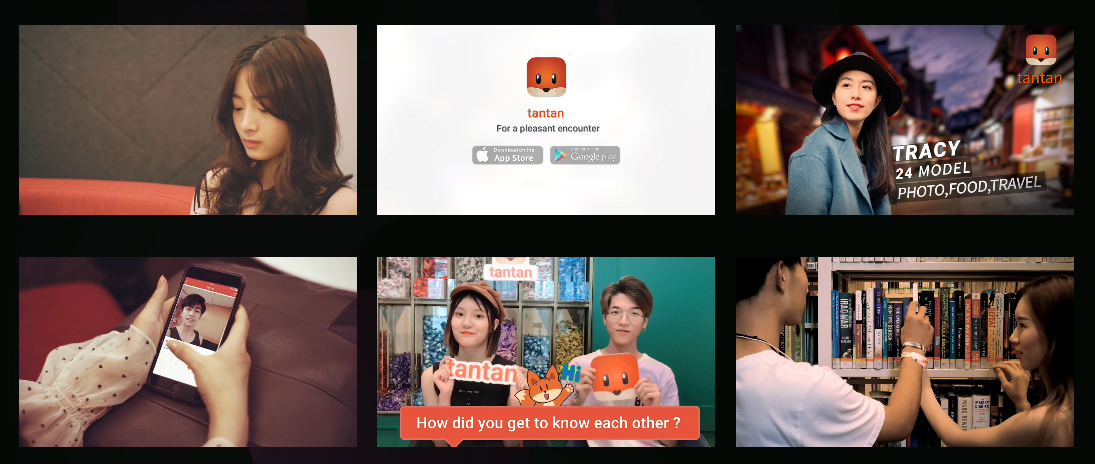 tantan
For a pleasant encounter
Download on the
App Store
Google play
tantan
TRACY
24 MODEL
PHOTO,FOOD,TRAVEL
tantan
tantan
Hi
How did you get to know each other ?